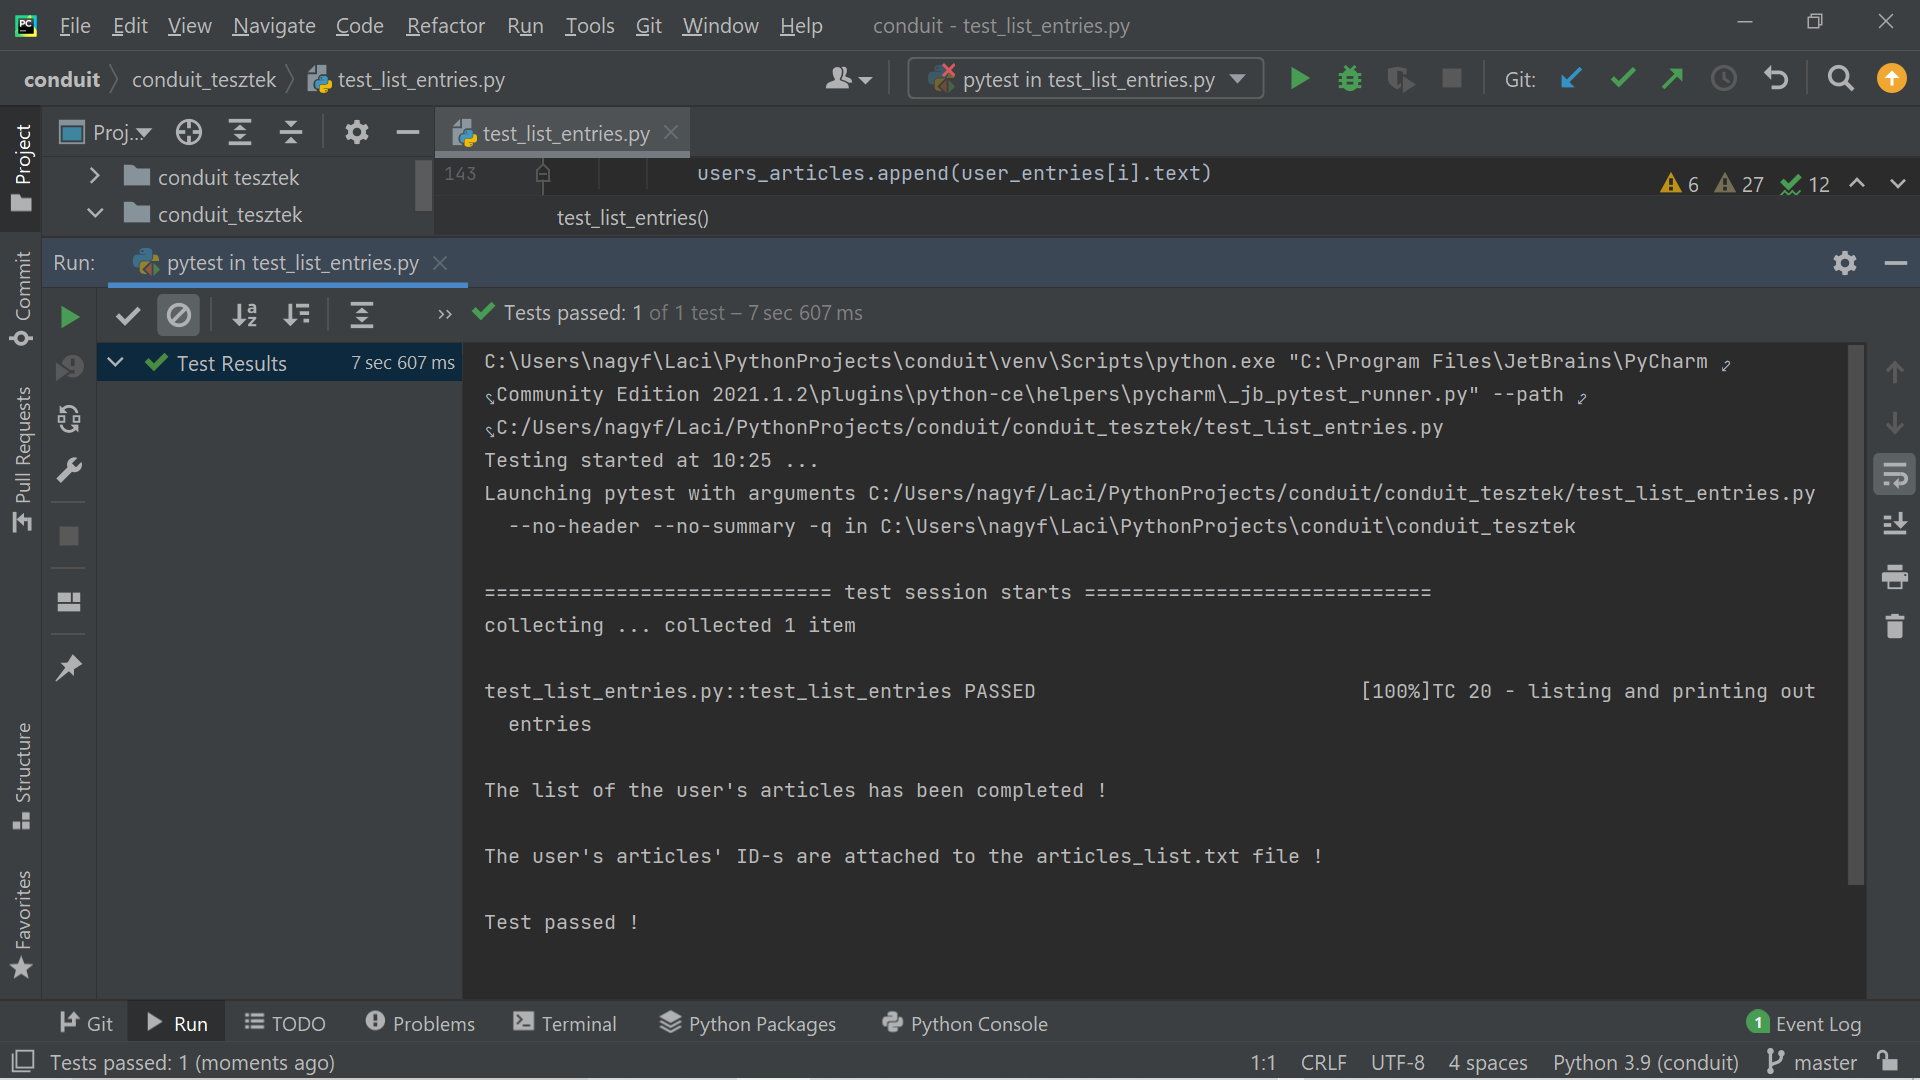 File Edit View Navigate Code Refactor Run Tools Git Window Help conduit - test_list_entries.py
conduit conduit_tesztek test_list_entries.py pytest in test_list_entries.py Git:
Project
Proj... test_list_entries.py
conduit tesztek
conduit_tesztek
143 users_articles.append(user_entries[i].text)
6 27 12
test_list_entries()
Run: pytest in test_list_entries.py
Commit
Pull Requests
Structure
Favorites
Tests passed: 1 of 1 test – 7 sec 607 ms
Test Results 7 sec 607 ms
C:\Users\nagyf\Laci\PythonProjects\conduit\venv\Scripts\python.exe "C:\Program Files\JetBrains\PyCharm
Community Edition 2021.1.2\plugins\python-ce\helpers\pycharm\_jb_pytest_runner.py" --path
C:/Users/nagyf/Laci/PythonProjects/conduit/conduit_tesztek/test_list_entries.py
Testing started at 10:25 ...
Launching pytest with arguments C:/Users/nagyf/Laci/PythonProjects/conduit/conduit_tesztek/test_list_entries.py
--no-header --no-summary -q in C:\Users\nagyf\Laci\PythonProjects\conduit\conduit_tesztek
============================= test session starts =============================
collecting ... collected 1 item
test_list_entries.py::test_list_entries PASSED [100%]TC 20 - listing and printing out
entries
The list of the user's articles has been completed !
The user's articles' ID-s are attached to the articles_list.txt file !
Test passed !
Git Run TODO Problems Terminal Python Packages Python Console 1 Event Log
Tests passed: 1 (moments ago) 1:1 CRLF UTF-8 4 spaces Python 3.9 (conduit) master